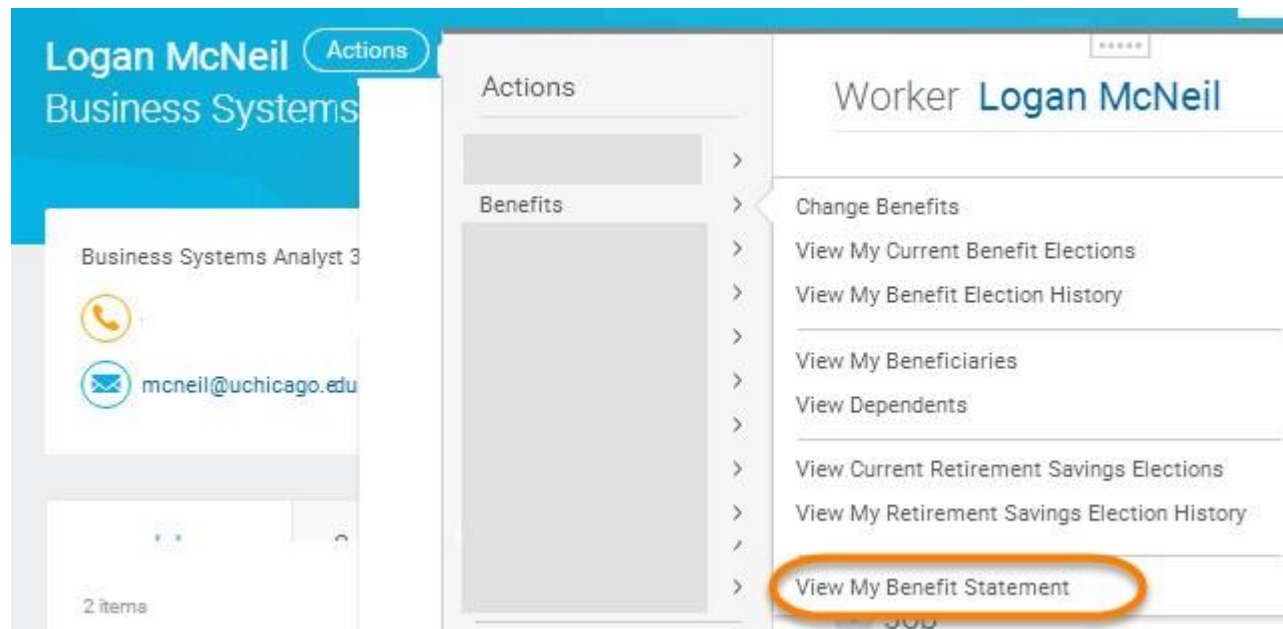 Logan McNeil Actions
Business Systems
Business Systems Analyst 3
mcneil@uchicago.edu
2 items
Actions
Benefits
Worker Logan McNeil
Change Benefits
View My Current Benefit Elections
View My Benefit Election History
View My Beneficiaries
View Dependents
View Current Retirement Savings Elections
View My Retirement Savings Election History
View My Benefit Statement